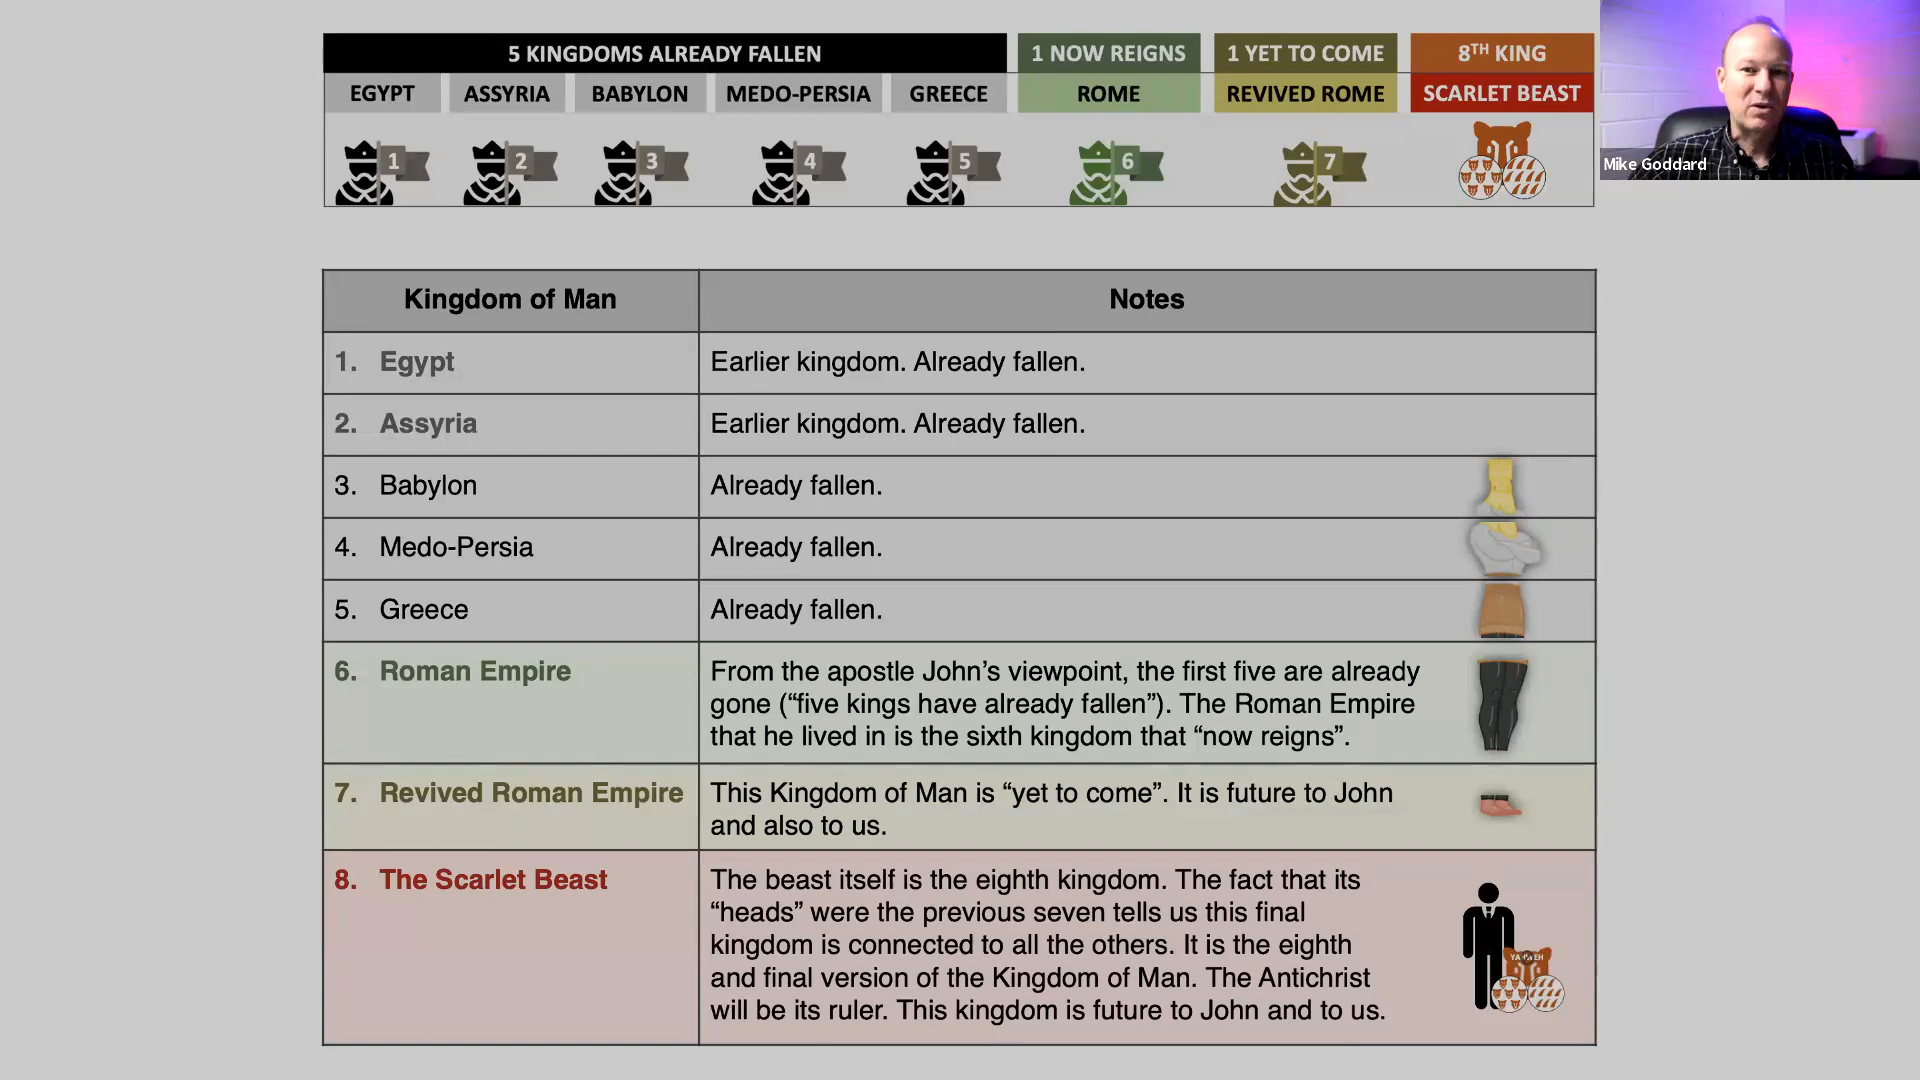 5 KINGDOMS ALREADY FALLEN
1 NOW REIGNS
1 YET TO COME
8TH KING
EGYPT
ASSYRIA
BABYLON
MEDO-PERSIA
GREECE
ROME
REVIVED ROME
SCARLET BEAST
1
2
3
4
5
6
7
Mike Goddard
Kingdom of Man
Notes
1. Egypt
Earlier kingdom. Already fallen.
2. Assyria
Earlier kingdom. Already fallen.
3. Babylon
Already fallen.
4. Medo-Persia
Already fallen.
5. Greece
Already fallen.
6. Roman Empire
From the apostle John’s viewpoint, the first five are already
gone (“five kings have already fallen”). The Roman Empire
that he lived in is the sixth kingdom that “now reigns”.
7. Revived Roman Empire
This Kingdom of Man is “yet to come”. It is future to John
and also to us.
8. The Scarlet Beast
The beast itself is the eighth kingdom. The fact that its
“heads” were the previous seven tells us this final
kingdom is connected to all the others. It is the eighth
and final version of the Kingdom of Man. The Antichrist
will be its ruler. This kingdom is future to John and to us.